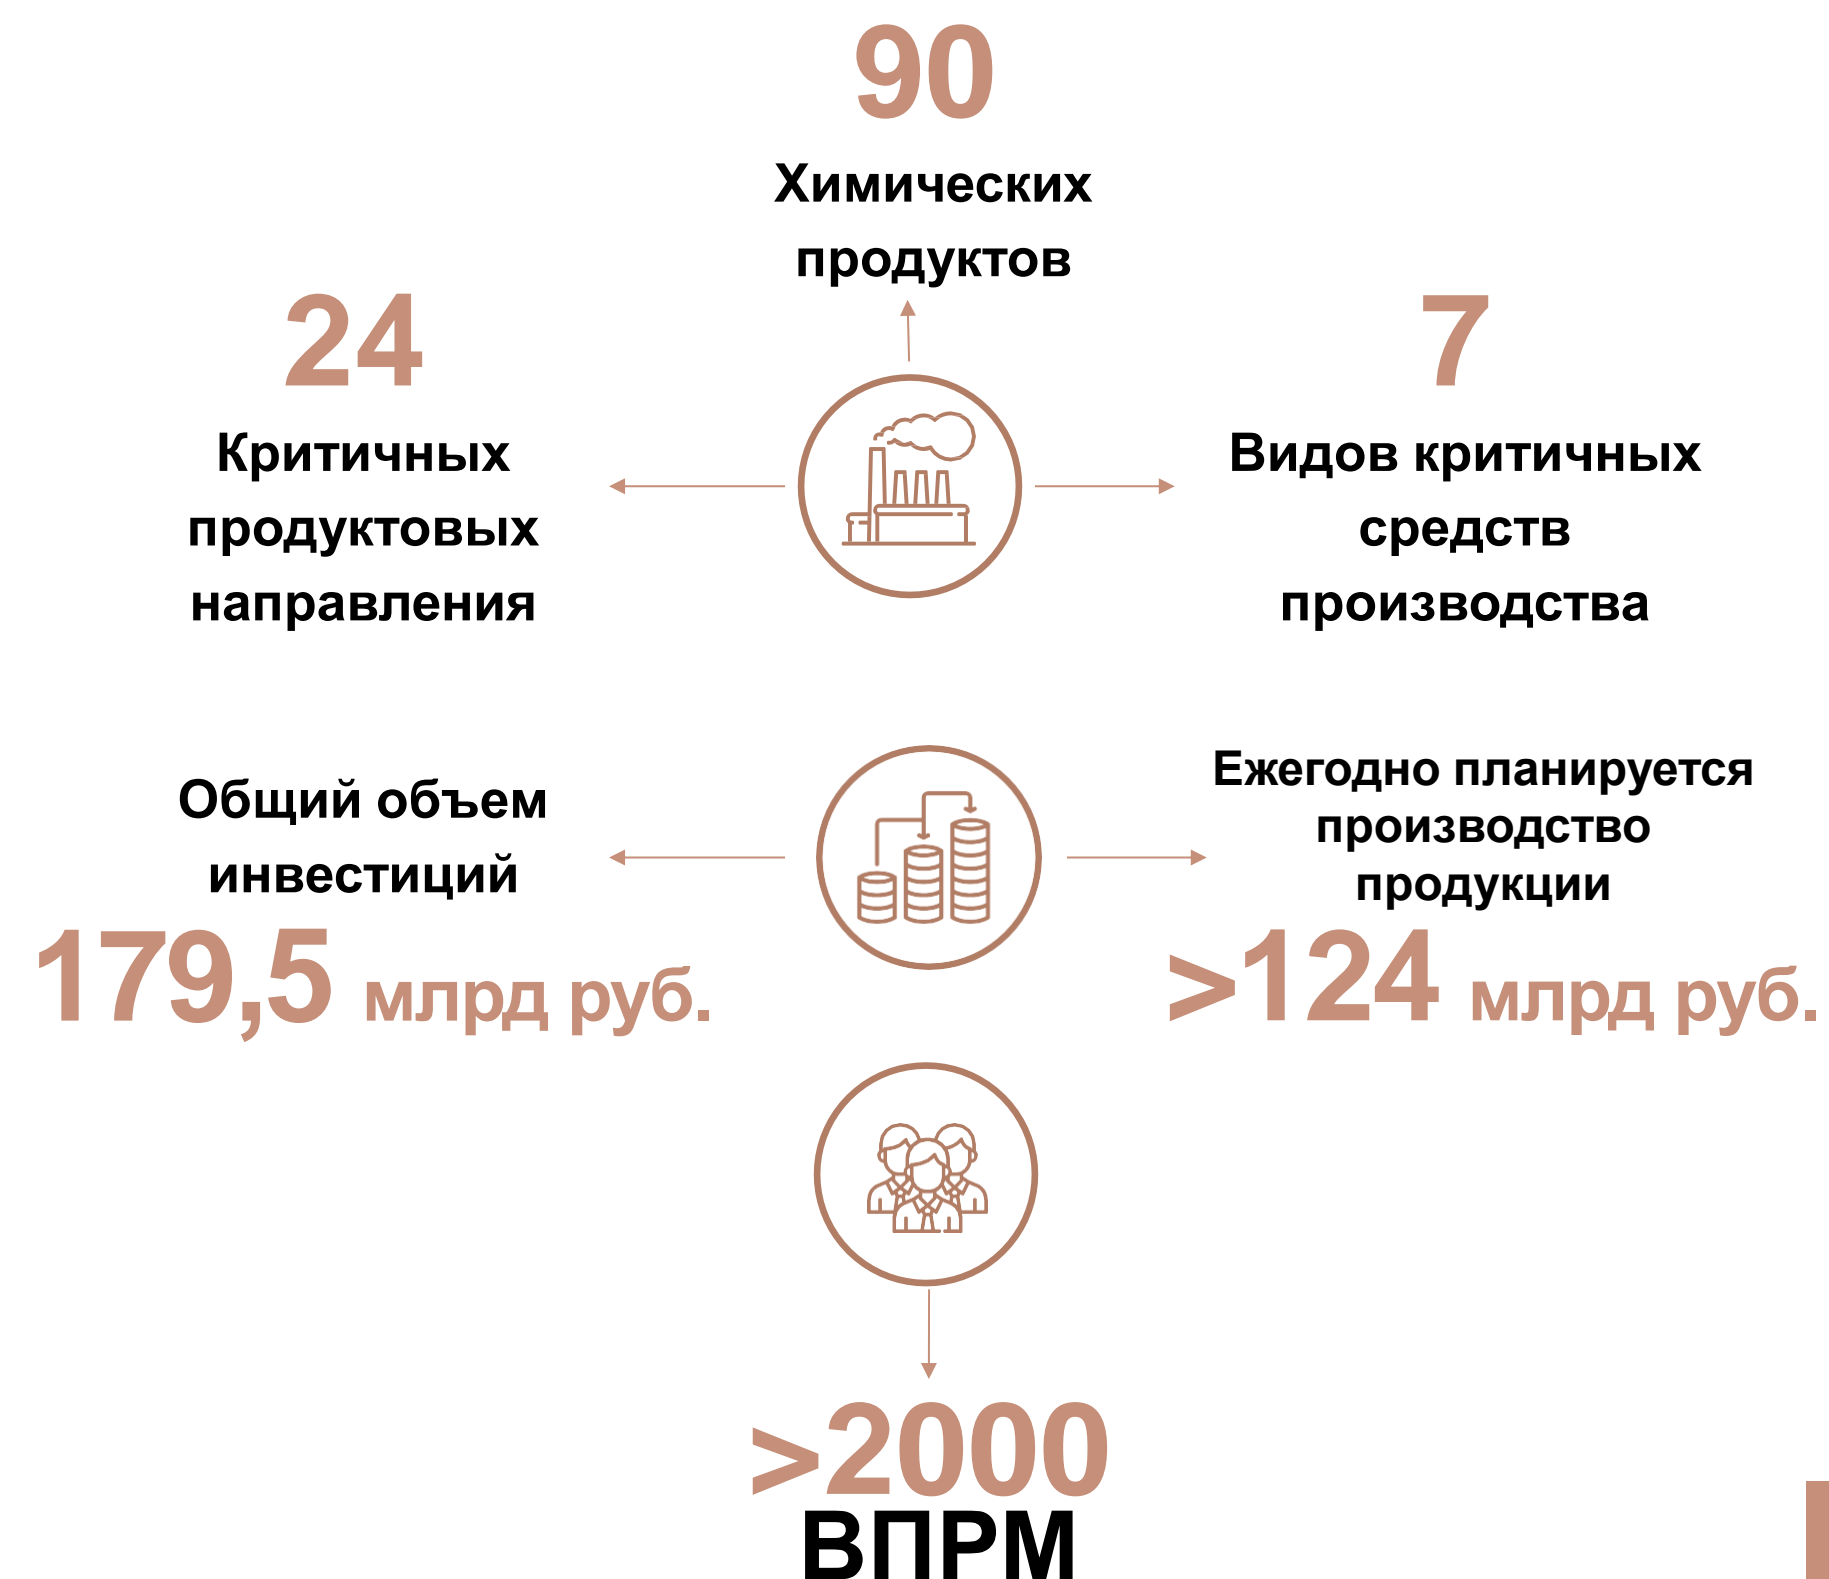 90
Химических
продуктов
24
Критичных
продуктовых
направления
7
Видов критичных
средств
производства
Общий объем
инвестиций
179,5 млрд руб.
Ежегодно планируется
производство
продукции
>124 млрд руб.
>2000
ВПРМ